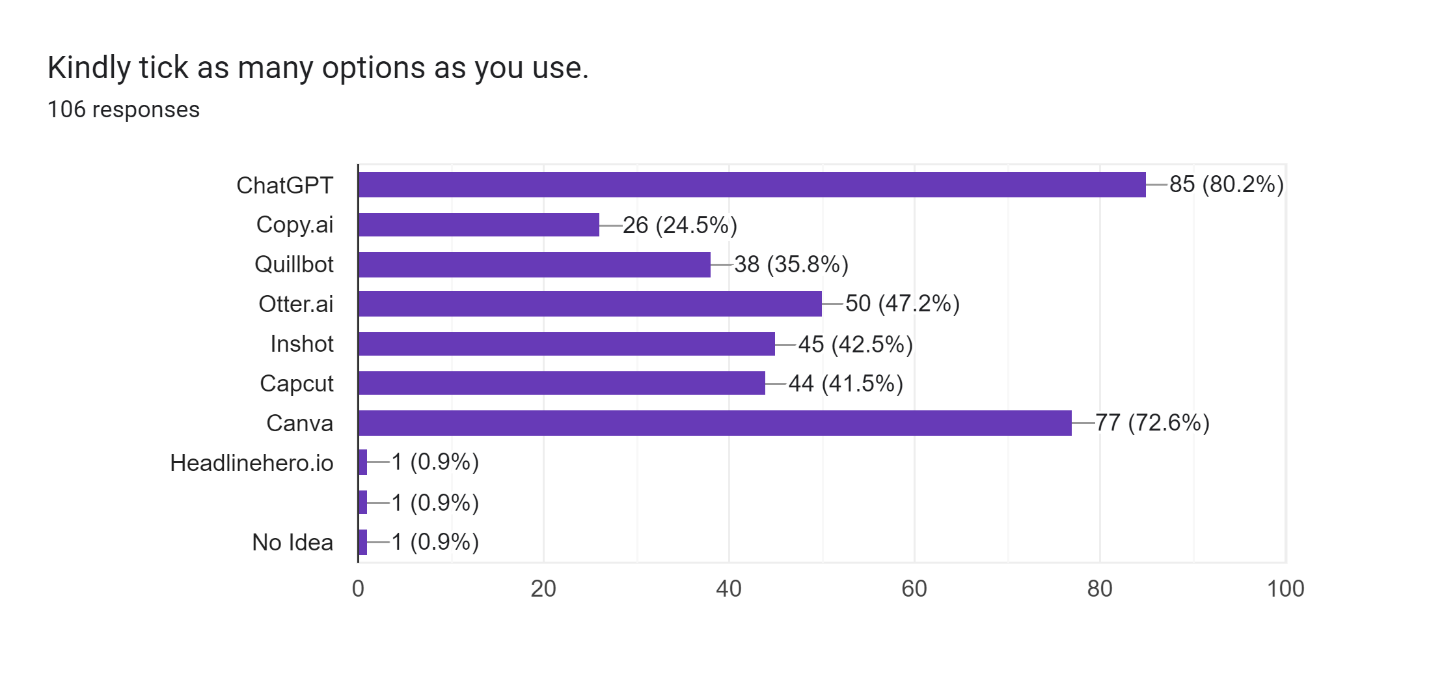 Kindly tick as many options as you use.
106 responses
ChatGPT 85 (80.2%)
Copy.ai 26 (24.5%)
Quillbot 38 (35.8%)
Otter.ai 50 (47.2%)
Inshot 45 (42.5%)
Capcut 44 (41.5%)
Canva 77 (72.6%)
Headlinehero.io 1 (0.9%)
1 (0.9%)
No Idea 1 (0.9%)
0 20 40 60 80 100